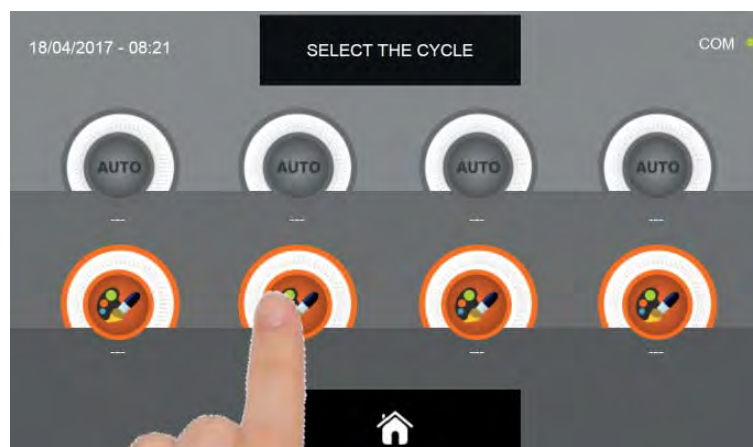 18/04/2017 - 08:21
SELECT THE CYCLE
COM
AUTO AUTO AUTO AUTO
--- --- --- ---
--- --- ---